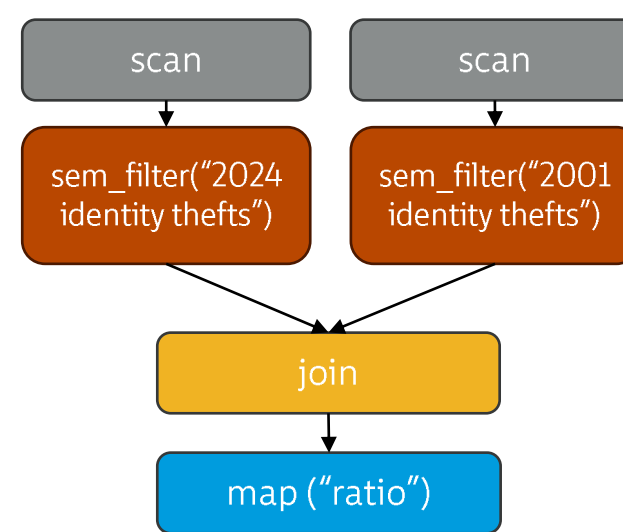 scan
scan
sem_filter(“2024
identity thefts”)
sem_filter(“2001
identity thefts”)
join
map (“ratio”)